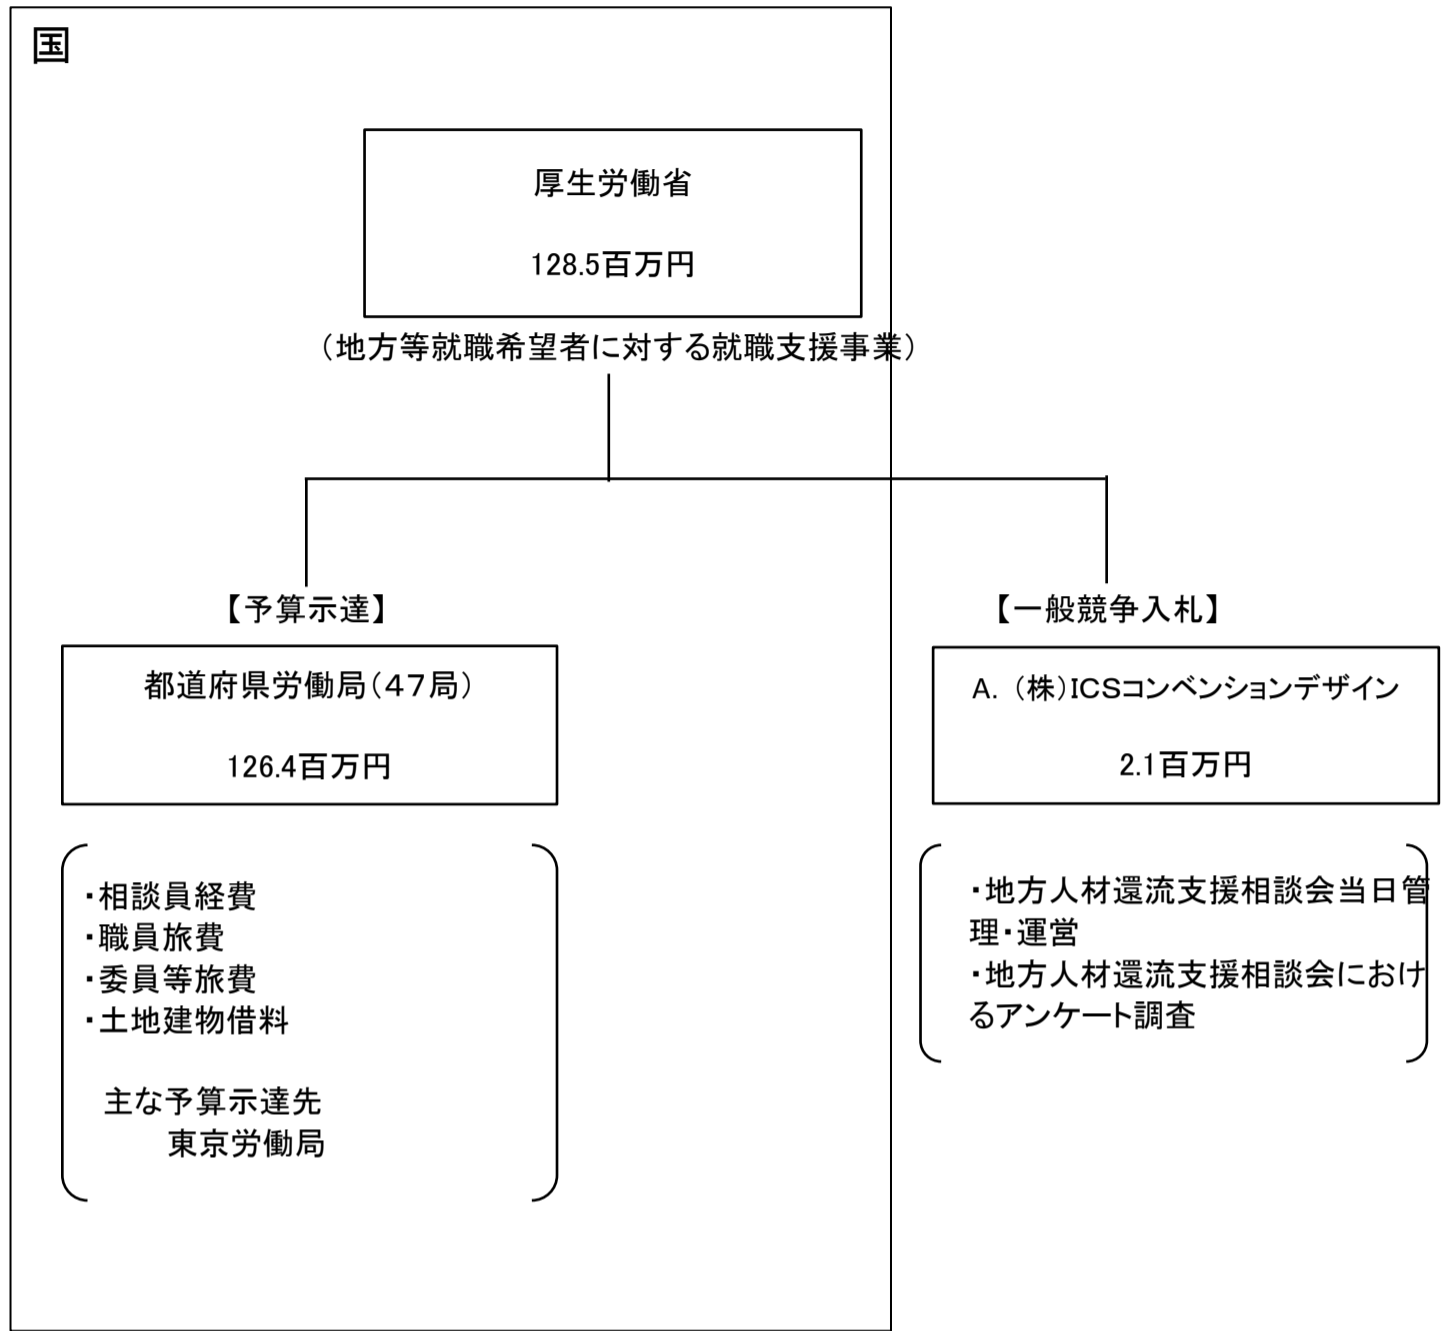 国
厚生労働省
128.5百万円
（地方等就職希望者に対する就職支援事業）
【予算示達】
都道府県労働局（４７局）
126.4百万円
・相談員経費
・職員旅費
・委員等旅費
・土地建物借料
主な予算示達先
東京労働局
【一般競争入札】
A. （株）ICSコンベンションデザイン
2.1百万円
・地方人材還流支援相談会当日管
理・運営
・地方人材還流支援相談会におけ
るアンケート調査